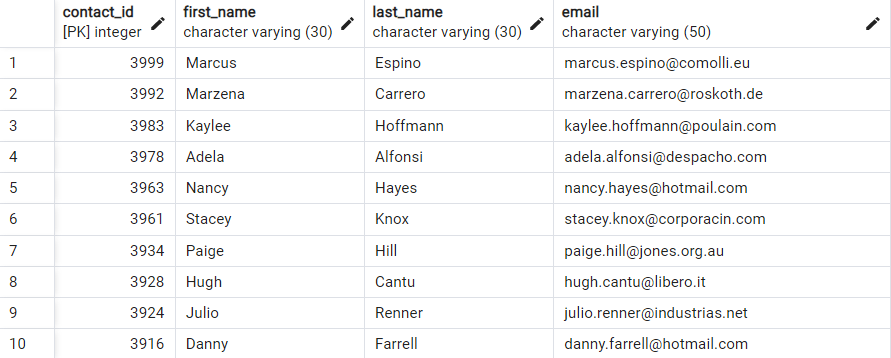 contact_id first_name last_name email
[PK] integer character varying (30) character varying (30) character varying (50)
1 3999 Marcus Espino marcus.espino@comolli.eu
2 3992 Marzena Carrero marzena.carrero@roskoth.de
3 3983 Kaylee Hoffmann kaylee.hoffmann@poulain.com
4 3978 Adela Alfonsi adela.alfonsi@despacho.com
5 3963 Nancy Hayes nancy.hayes@hotmail.com
6 3961 Stacey Knox stacey.knox@corporacin.com
7 3934 Paige Hill paige.hill@jones.org.au
8 3928 Hugh Cantu hugh.cantu@libero.it
9 3924 Julio Renner julio.renner@industrias.net
10 3916 Danny Farrell danny.farrell@hotmail.com